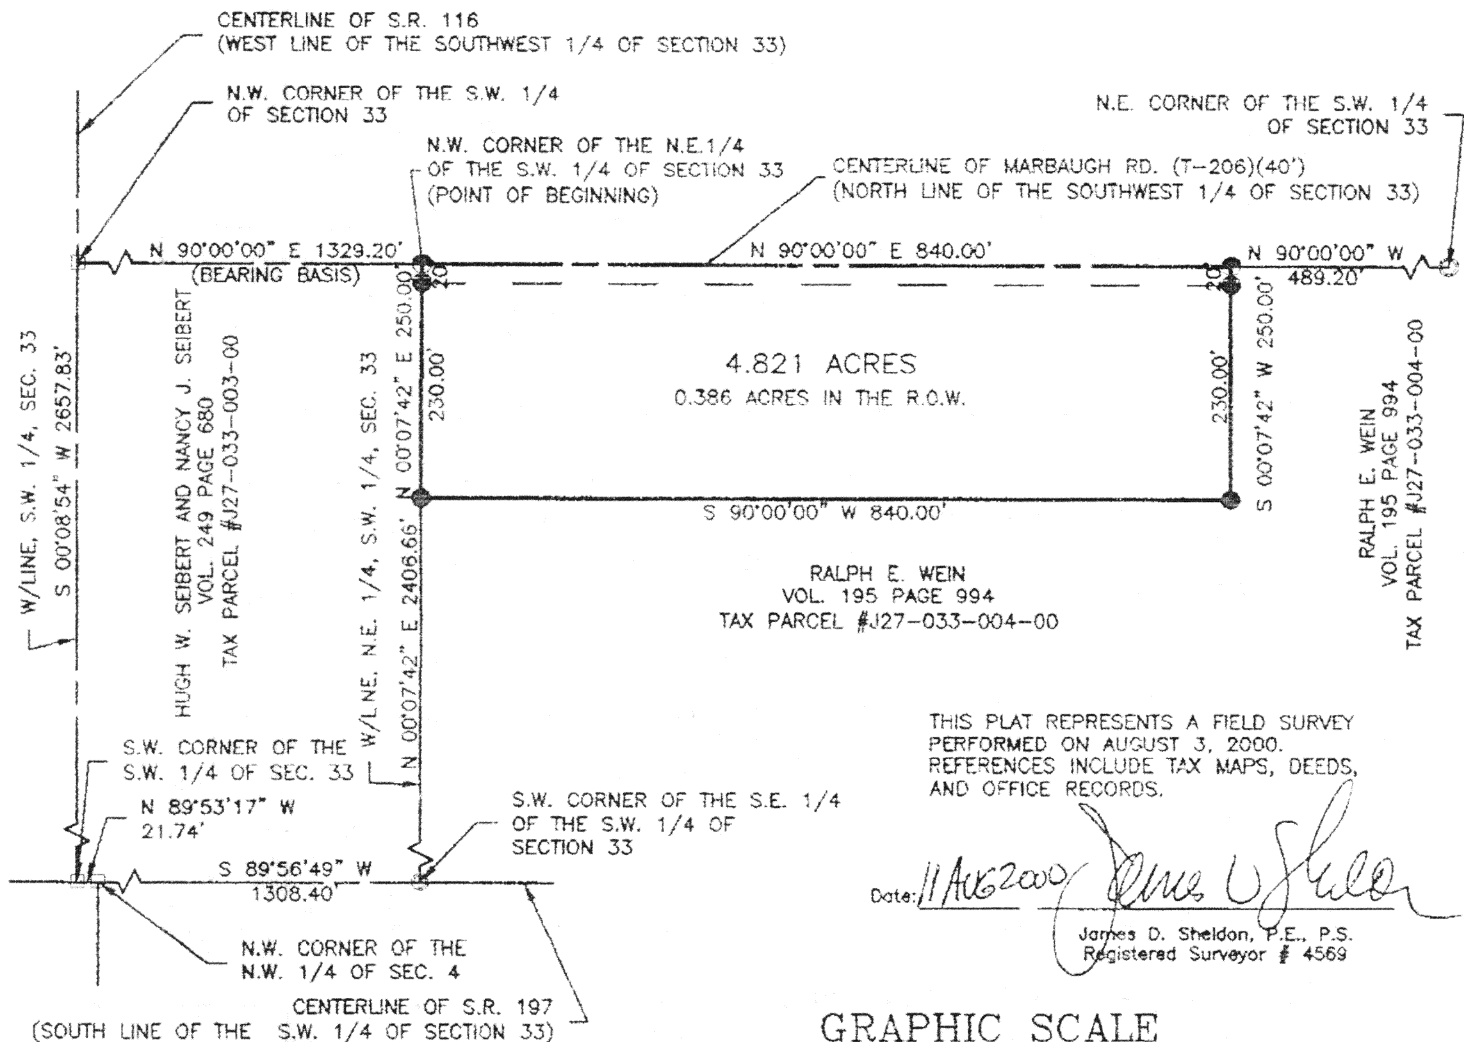 CENTERLINE OF S.R. 116
(WEST LINE OF THE SOUTHWEST 1/4 OF SECTION 33)
N.W. CORNER OF THE S.W. 1/4
OF SECTION 33
N.E. CORNER OF THE S.W. 1/4
OF SECTION 33
N.W. CORNER OF THE N.E.1/4
OF THE S.W. 1/4 OF SECTION 33
(POINT OF BEGINNING)
CENTERLINE OF MARBAUGH RD. (T-206)(40')
(NORTH LINE OF THE SOUTHWEST 1/4 OF SECTION 33)
N 90°00'00" E 1329.20'
(BEARING BASIS)
N 90°00'00" E 840.00'
N 90°00'00" W
489.20'
20'
20'
W/LINE, S.W. 1/4, SEC. 33
S 00°08'54" W 2657.83'
HUGH W. SEIBERT AND NANCY J. SEIBERT
VOL. 249 PAGE 680
TAX PARCEL #J27-033-003-00
W/LNE, N.E. 1/4, S.W. 1/4, SEC. 33
N 00°07'42" E 2406.66'
N 00°07'42" E 250.00'
230.00'
4.821 ACRES
0.386 ACRES IN THE R.O.W.
230.00'
S 00°07'42" W 250.00'
RALPH E. WEIN
VOL. 195 PAGE 994
TAX PARCEL #J27-033-004-00
S 90°00'00" W 840.00'
RALPH E. WEIN
VOL. 195 PAGE 994
TAX PARCEL #J27-033-004-00
S.W. CORNER OF THE
S.W. 1/4 OF SEC. 33
N 89°53'17" W
21.74'
S.W. CORNER OF THE S.E. 1/4
OF THE S.W. 1/4 OF
SECTION 33
S 89°56'49" W
1308.40'
N.W. CORNER OF THE
N.W. 1/4 OF SEC. 4
CENTERLINE OF S.R. 197
(SOUTH LINE OF THE S.W. 1/4 OF SECTION 33)
THIS PLAT REPRESENTS A FIELD SURVEY
PERFORMED ON AUGUST 3, 2000.
REFERENCES INCLUDE TAX MAPS, DEEDS,
AND OFFICE RECORDS.
Date: 11 AUG 2000 James D Sheldon
James D. Sheldon, P.E., P.S.
Registered Surveyor # 4569
GRAPHIC SCALE